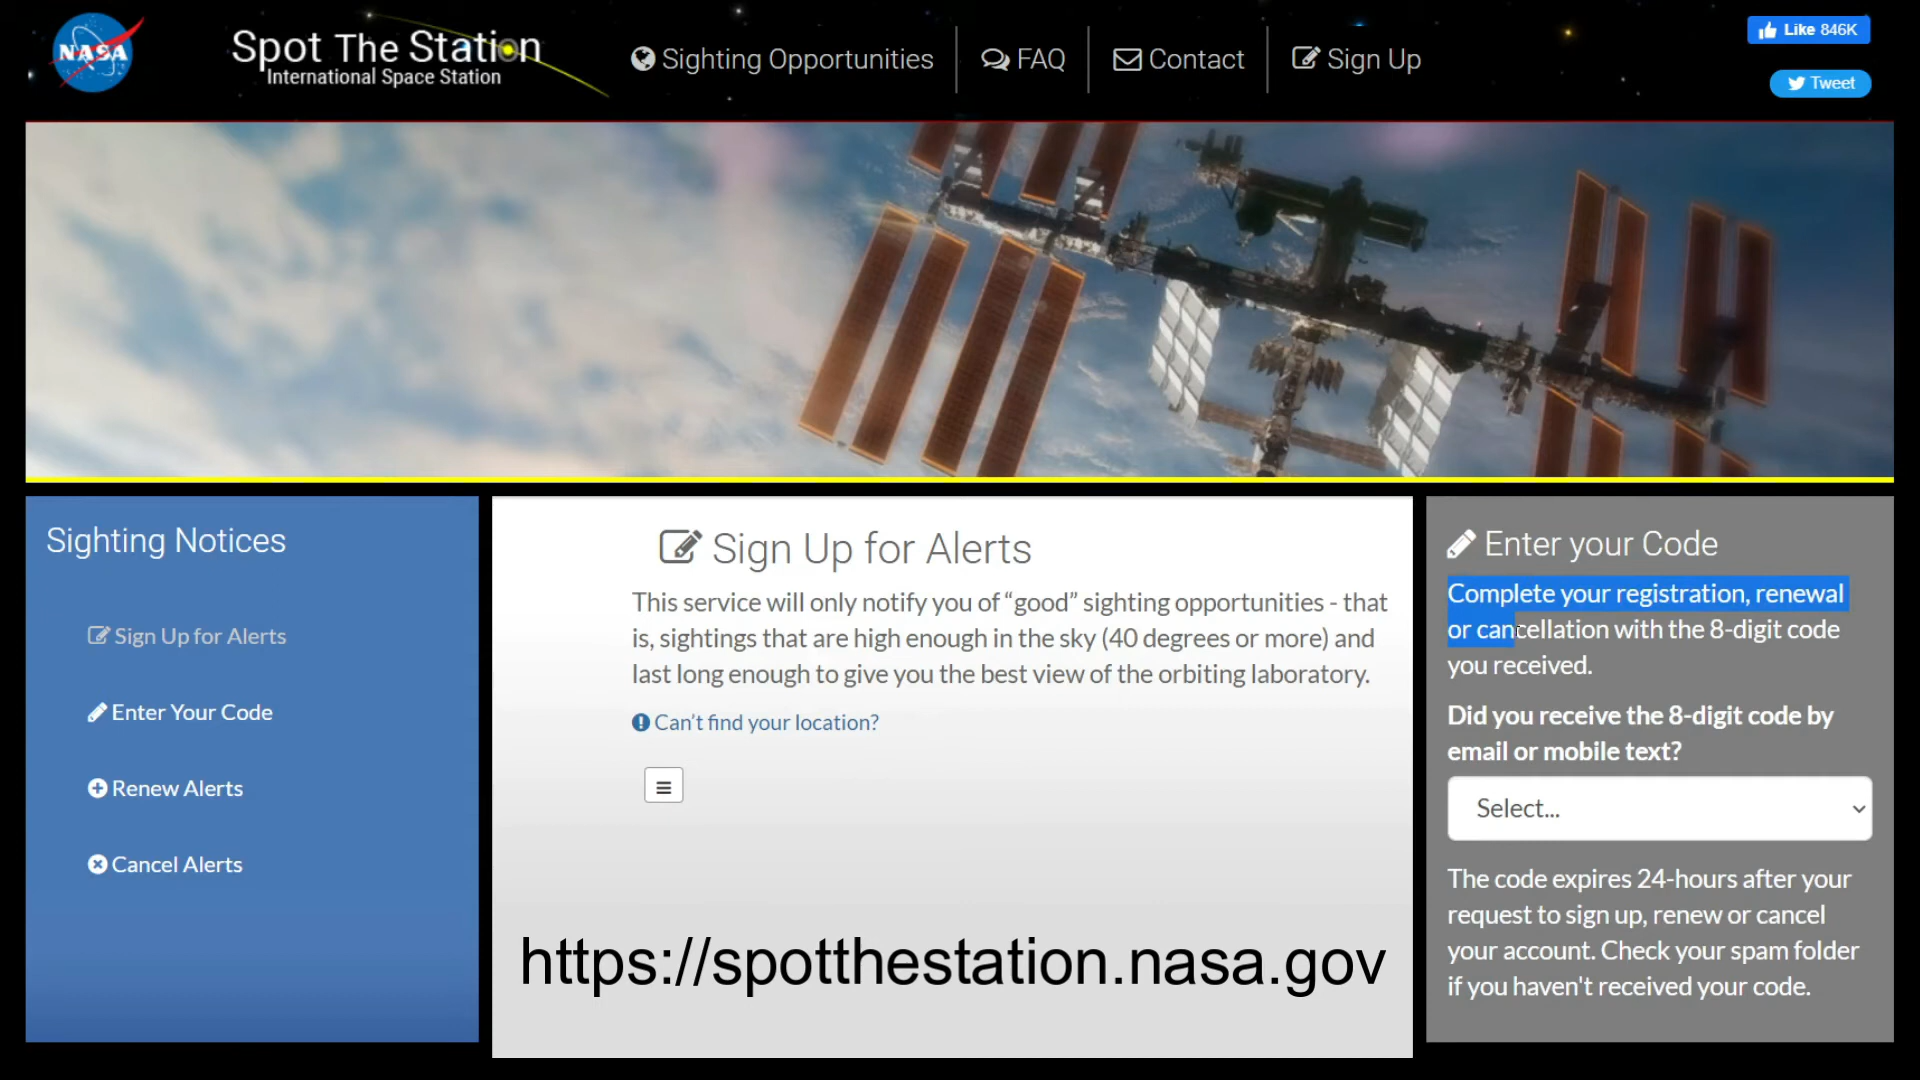 NASA
Spot The Station
International Space Station
Sighting Opportunities
FAQ
Contact
Sign Up
Like 846K
Tweet
Sighting Notices
Sign Up for Alerts
Enter Your Code
Renew Alerts
Cancel Alerts
Sign Up for Alerts
This service will only notify you of “good” sighting opportunities - that
is, sightings that are high enough in the sky (40 degrees or more) and
last long enough to give you the best view of the orbiting laboratory.
Can’t find your location?
https://spotthestation.nasa.gov
Enter your Code
Complete your registration, renewal
or cancellation with the 8-digit code
you received.
Did you receive the 8-digit code by
email or mobile text?
Select...
The code expires 24-hours after your
request to sign up, renew or cancel
your account. Check your spam folder
if you haven't received your code.